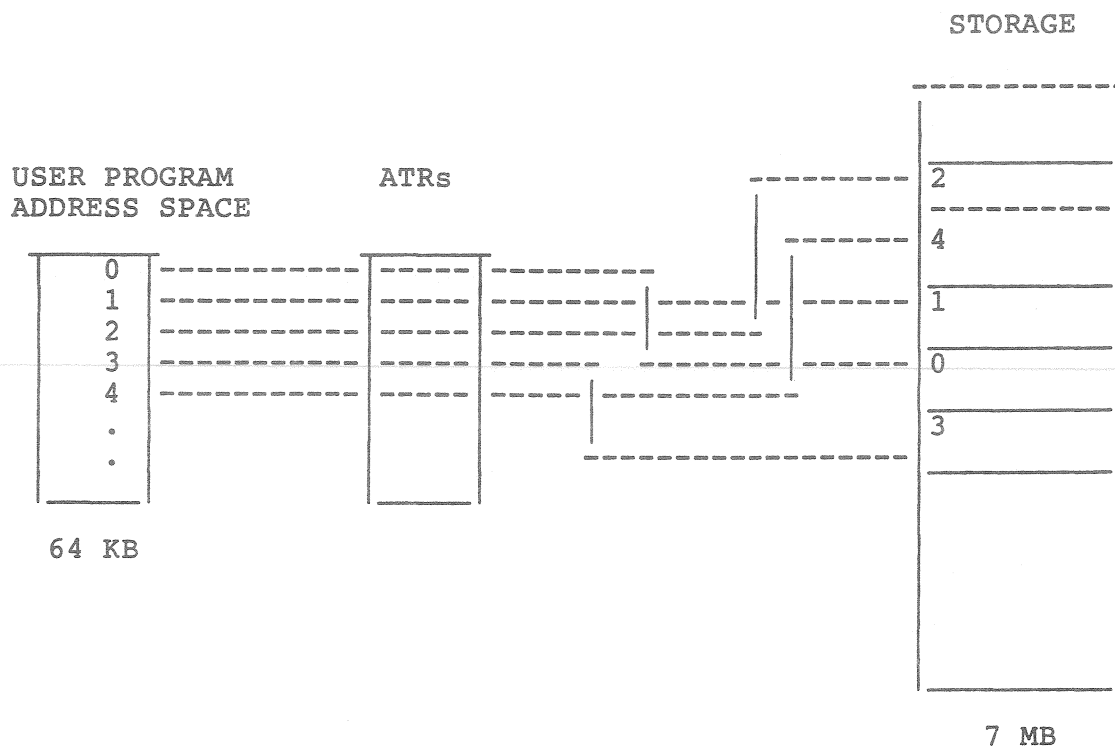 STORAGE
USER PROGRAM
ADDRESS SPACE
ATRs
0
1
2
3
4
.
.
64 KB
2
4
1
0
3
7 MB